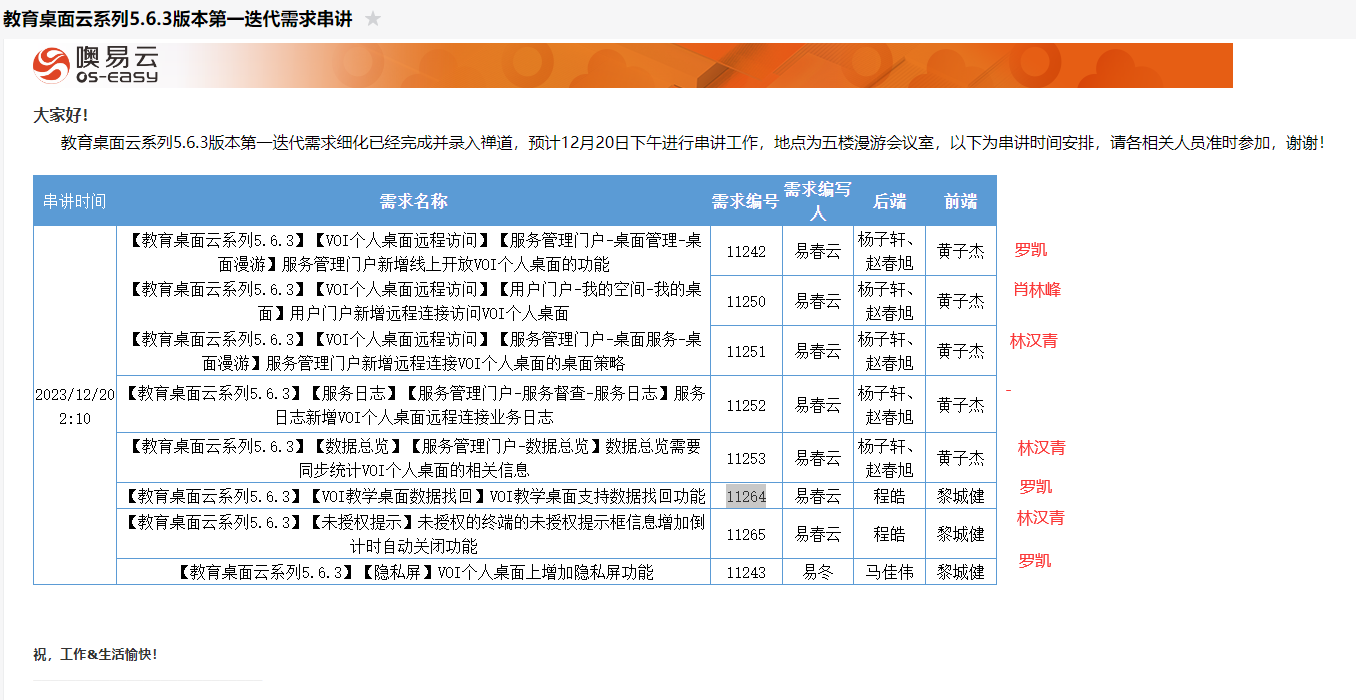 教育桌面云系列5.6.3版本第一迭代需求串讲
噢易云
OS-EASY
大家好！
教育桌面云系列5.6.3版本第一迭代需求细化已经完成并录入禅道，预计12月20日下午进行串讲工作，地点为五楼漫游会议室，以下为串讲时间安排，请各相关人员准时参加，谢谢！
串讲时间 需求名称 需求编号 需求编写 后端 前端
人
【教育桌面云系列5.6.3】【VOI个人桌面远程访问】【服务管理门户-桌面管理-桌 11242 易春云 杨子轩、 黄子杰 罗凯
面漫游】服务管理门户新增线上开放VOI个人桌面的功能 赵春旭
【教育桌面云系列5.6.3】【VOI个人桌面远程访问】【用户门户-我的空间-我的桌 11250 易春云 杨子轩、 黄子杰 肖林峰
面】用户门户新增远程连接访问VOI个人桌面 赵春旭
【教育桌面云系列5.6.3】【VOI个人桌面远程访问】【服务管理门户-桌面服务-桌 11251 易春云 杨子轩、 黄子杰 林汉青
面漫游】服务管理门户新增远程连接VOI个人桌面的桌面策略 赵春旭
2023/12/20 【教育桌面云系列5.6.3】【服务日志】【服务管理门户-服务督查-服务日志】服务 11252 易春云 杨子轩、 黄子杰 -
2:10 日志新增VOI个人桌面远程连接业务日志 赵春旭
【教育桌面云系列5.6.3】【数据总览】【服务管理门户-数据总览】数据总览需要 11253 易春云 杨子轩、 黄子杰 林汉青
同步统计VOI个人桌面的相关信息 赵春旭
【教育桌面云系列5.6.3】【VOI教学桌面数据找回】VOI教学桌面支持数据找回功能 11264 易春云 程皓 黎城健 罗凯
【教育桌面云系列5.6.3】【未授权提示】未授权的终端的未授权提示框信息增加倒 11265 易春云 程皓 黎城健 林汉青
计时自动关闭功能
【教育桌面云系列5.6.3】【隐私屏】VOI个人桌面上增加隐私屏功能 11243 易冬 马佳伟 黎城健 罗凯
祝，工作&生活愉快！